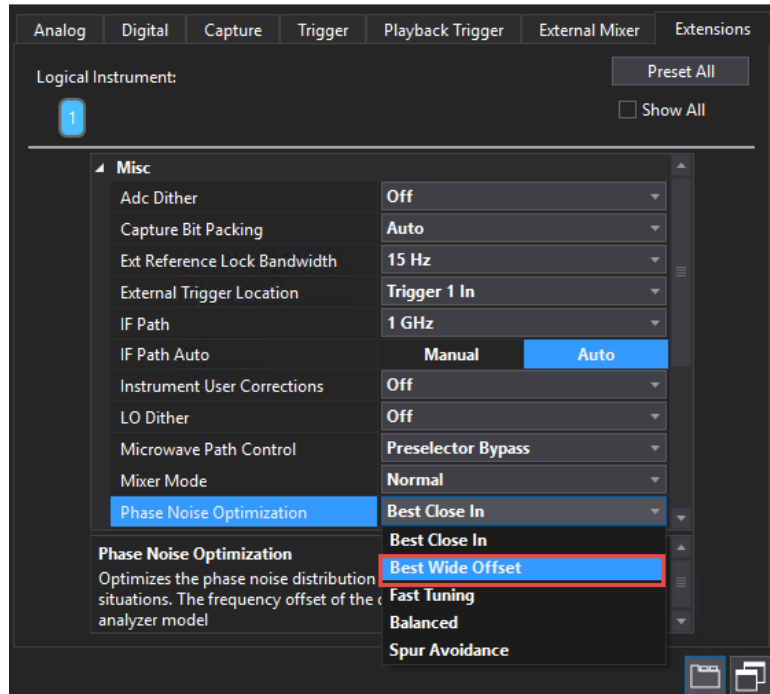 Analog Digital Capture Trigger Playback Trigger External Mixer Extensions
Logical Instrument:
Preset All
1
Show All
Misc
Adc Dither Off
Capture Bit Packing Auto
Ext Reference Lock Bandwidth 15 Hz
External Trigger Location Trigger 1 In
IF Path 1 GHz
IF Path Auto Manual Auto
Instrument User Corrections Off
LO Dither Off
Microwave Path Control Preselector Bypass
Mixer Mode Normal
Phase Noise Optimization Best Close In
Best Close In
Best Wide Offset
Fast Tuning
Balanced
Spur Avoidance
Phase Noise Optimization
Optimizes the phase noise distribution
situations. The frequency offset of the
analyzer model